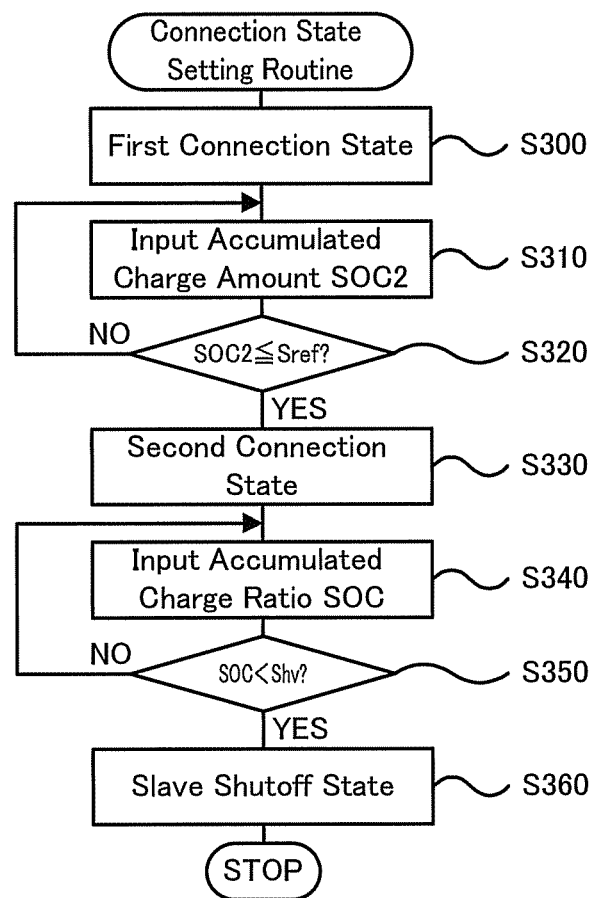 Connection State
Setting Routine
First Connection State
S300
Input Accumulated
Charge Amount SOC2
S310
NO
SOC2≦Sref?
S320
YES
Second Connection
State
S330
Input Accumulated
Charge Ratio SOC
S340
NO
SOC<Shv?
S350
YES
Slave Shutoff State
S360
STOP